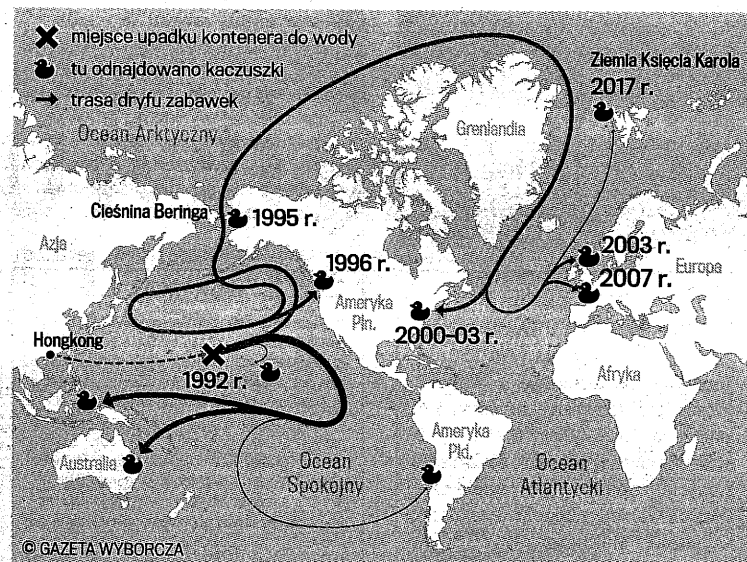 miejsce upadku kontenera do wody
tu odnajdowano kaczuszki
trasa dryfu zabawek
Ocean Arktyczny
Ziemia Księcia Karola
2017 r.
Grenlandia
Cieśnina Beringa
1995 r.
Azja
1996 r.
2003 r.
2007 r.
Europa
Ameryka
Płn.
2000-03 r.
Hongkong
1992 r.
Afryka
Australia
Ocean
Spokojny
Ameryka
Płd.
Ocean
Atlantycki
© GAZETA WYBORCZA